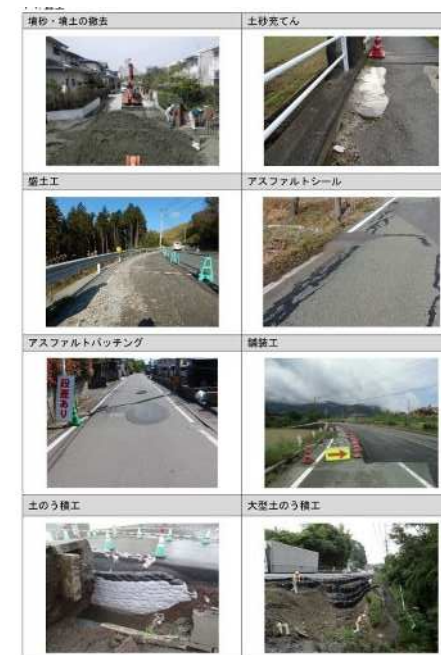 噴砂・噴土の撤去
土砂充てん
盛土工
アスファルトシール
アスファルトパッチング
舗装工
段差あり
土のう積工
大型土のう積工